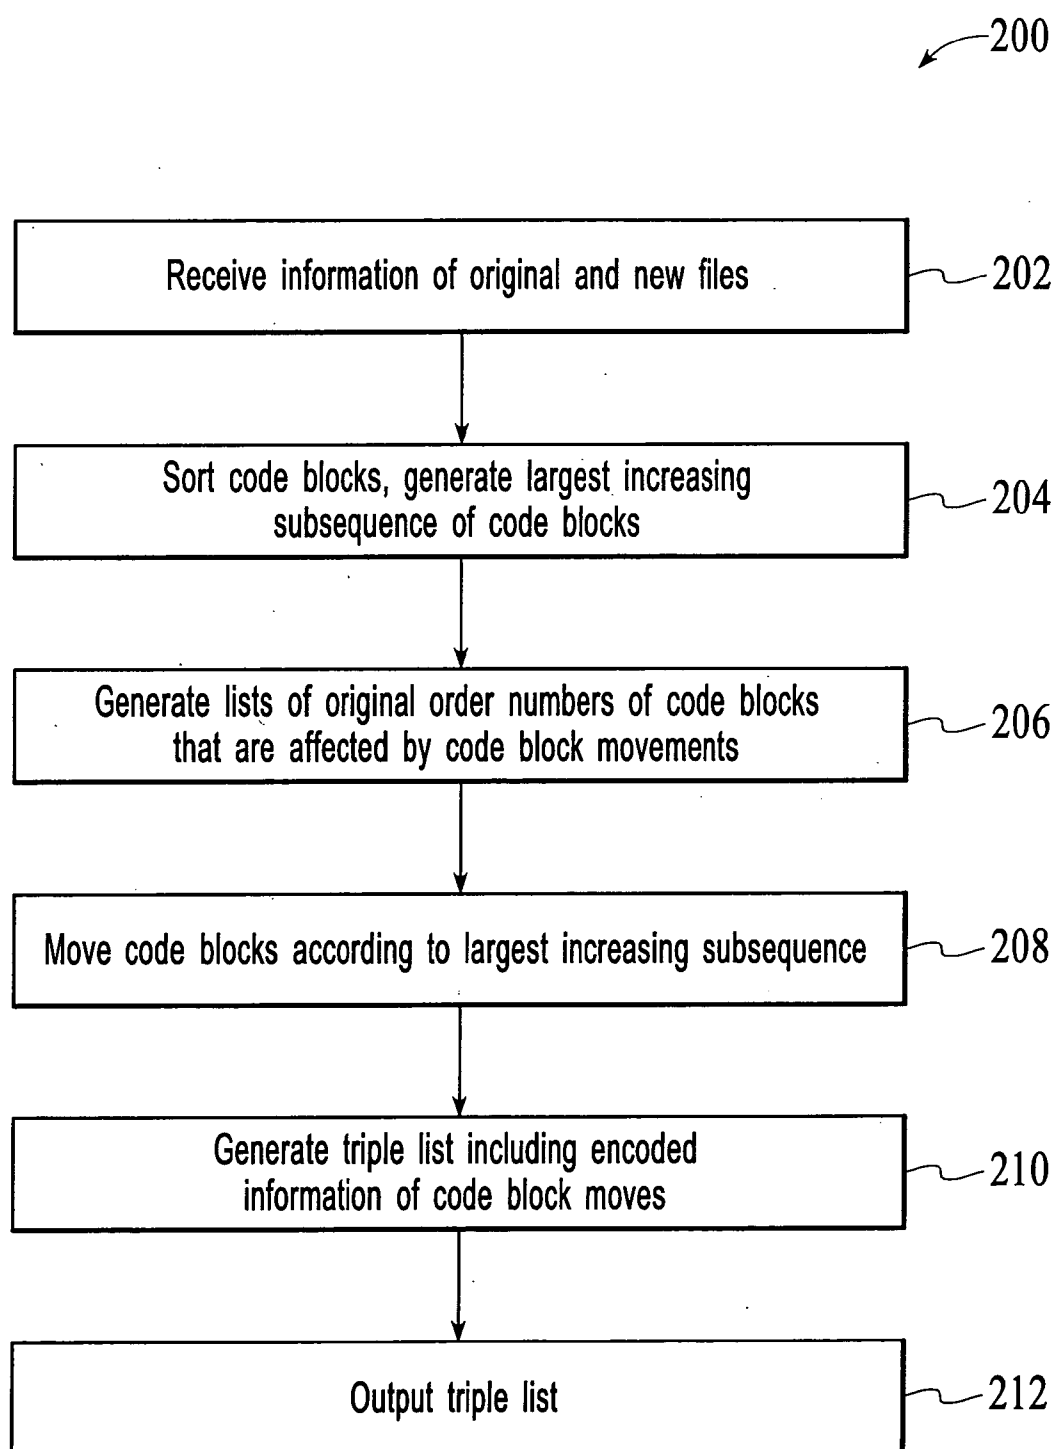 200
Receive information of original and new files
202
Sort code blocks, generate largest increasing
subsequence of code blocks
204
Generate lists of original order numbers of code blocks
that are affected by code block movements
206
Move code blocks according to largest increasing subsequence
208
Generate triple list including encoded
information of code block moves
210
Output triple list
212